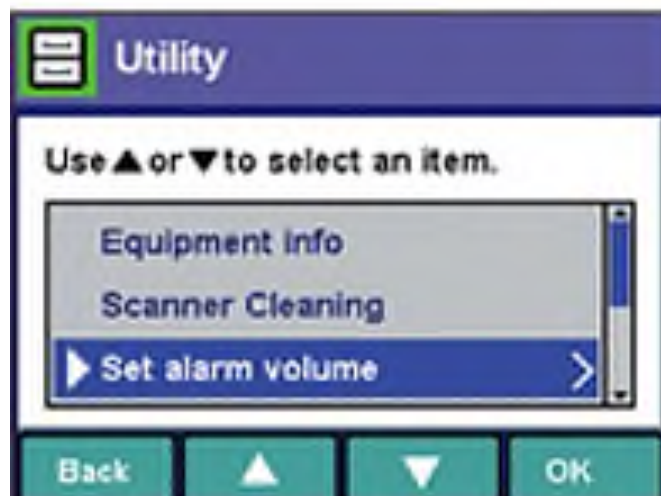 Utility
Use ▲ or ▼ to select an item.
Equipment info
Scanner Cleaning
Set alarm volume
Back
OK